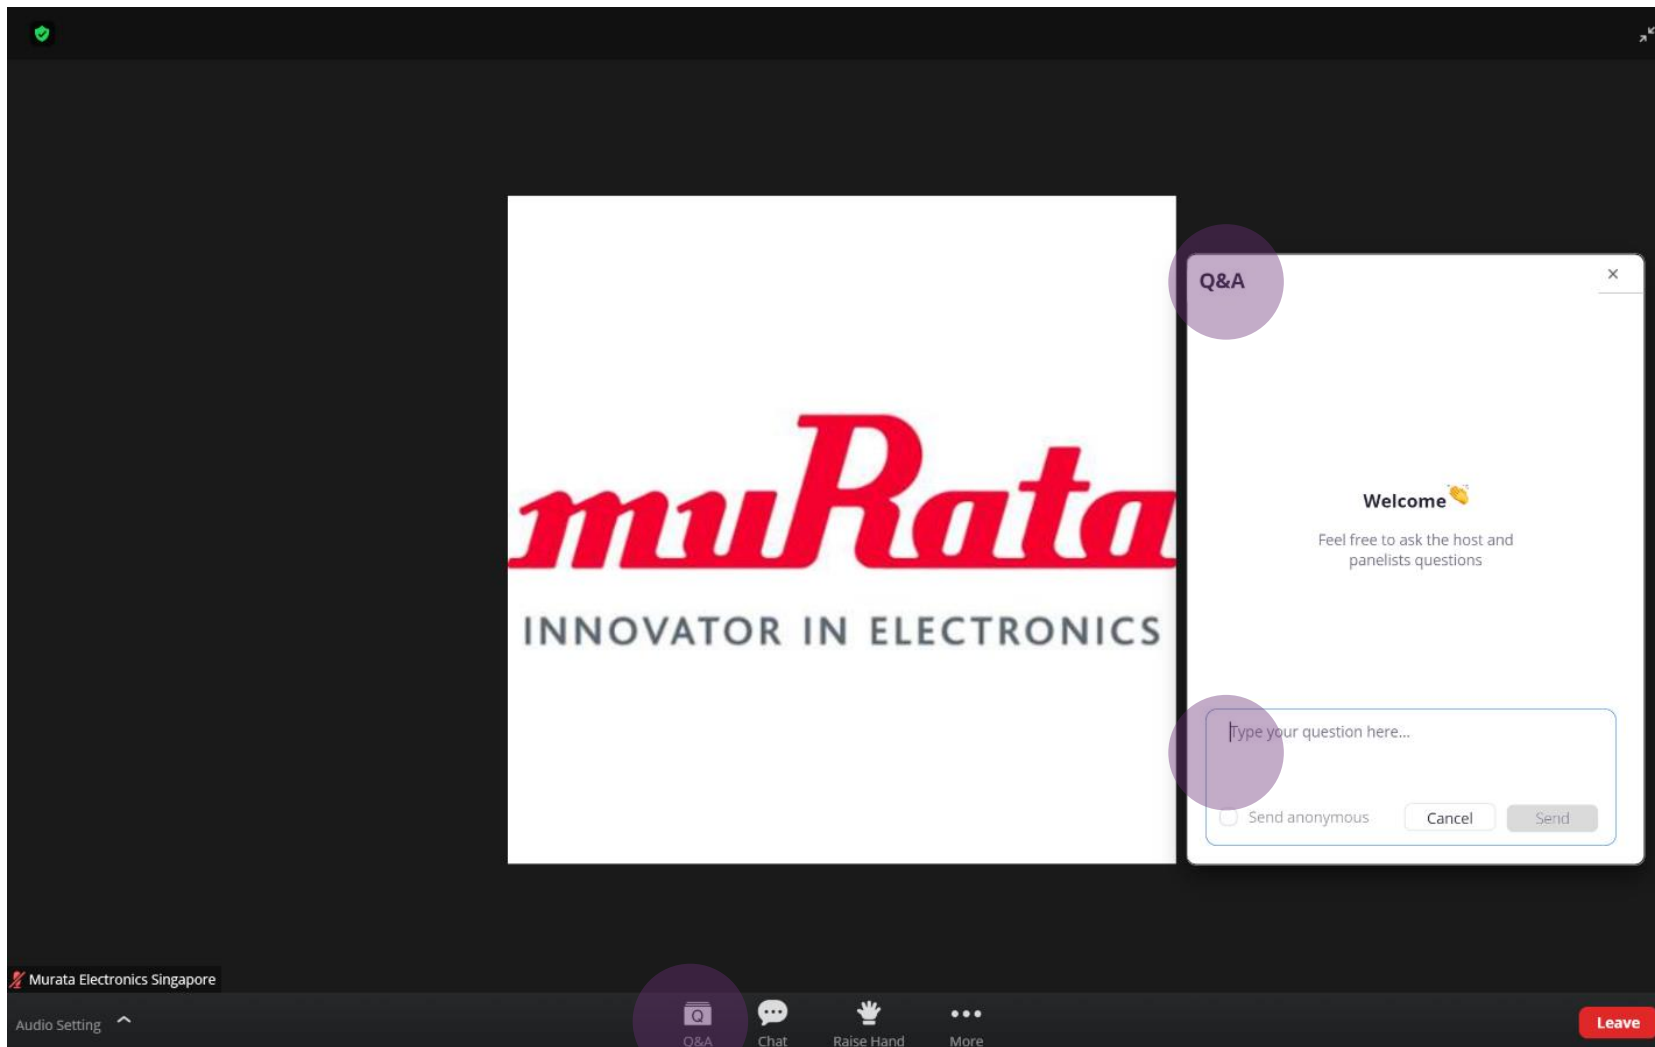 muRata
INNOVATOR IN ELECTRONICS
Q&A
Welcome
Feel free to ask the host and
panelists questions
Type your question here...
Send anonymous
Cancel
Send
Murata Electronics Singapore
Audio Setting
Q
Q&A
Chat
Raise Hand
More
Leave